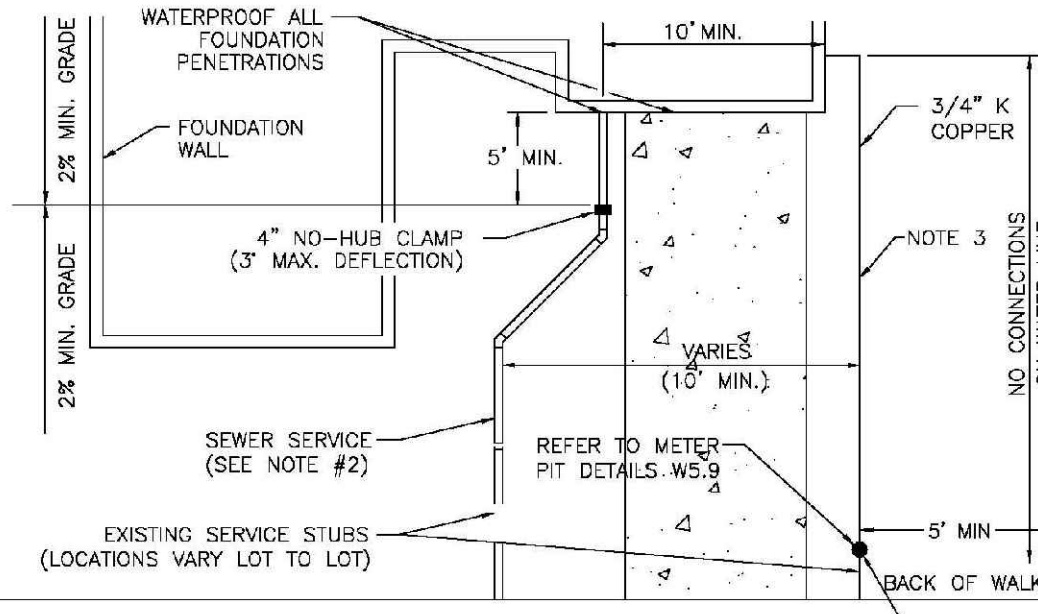 WATERPROOF ALL
FOUNDATION
PENETRATIONS
10' MIN.
2% MIN. GRADE
FOUNDATION
WALL
3/4" K
COPPER
5' MIN.
NOTE 3
4" NO-HUB CLAMP
(3° MAX. DEFLECTION)
2% MIN. GRADE
NO CONNECTIONS
VARIES
(10' MIN.)
SEWER SERVICE
(SEE NOTE #2)
REFER TO METER
PIT DETAILS W5.9
EXISTING SERVICE STUBS
(LOCATIONS VARY LOT TO LOT)
5' MIN
BACK OF WALK